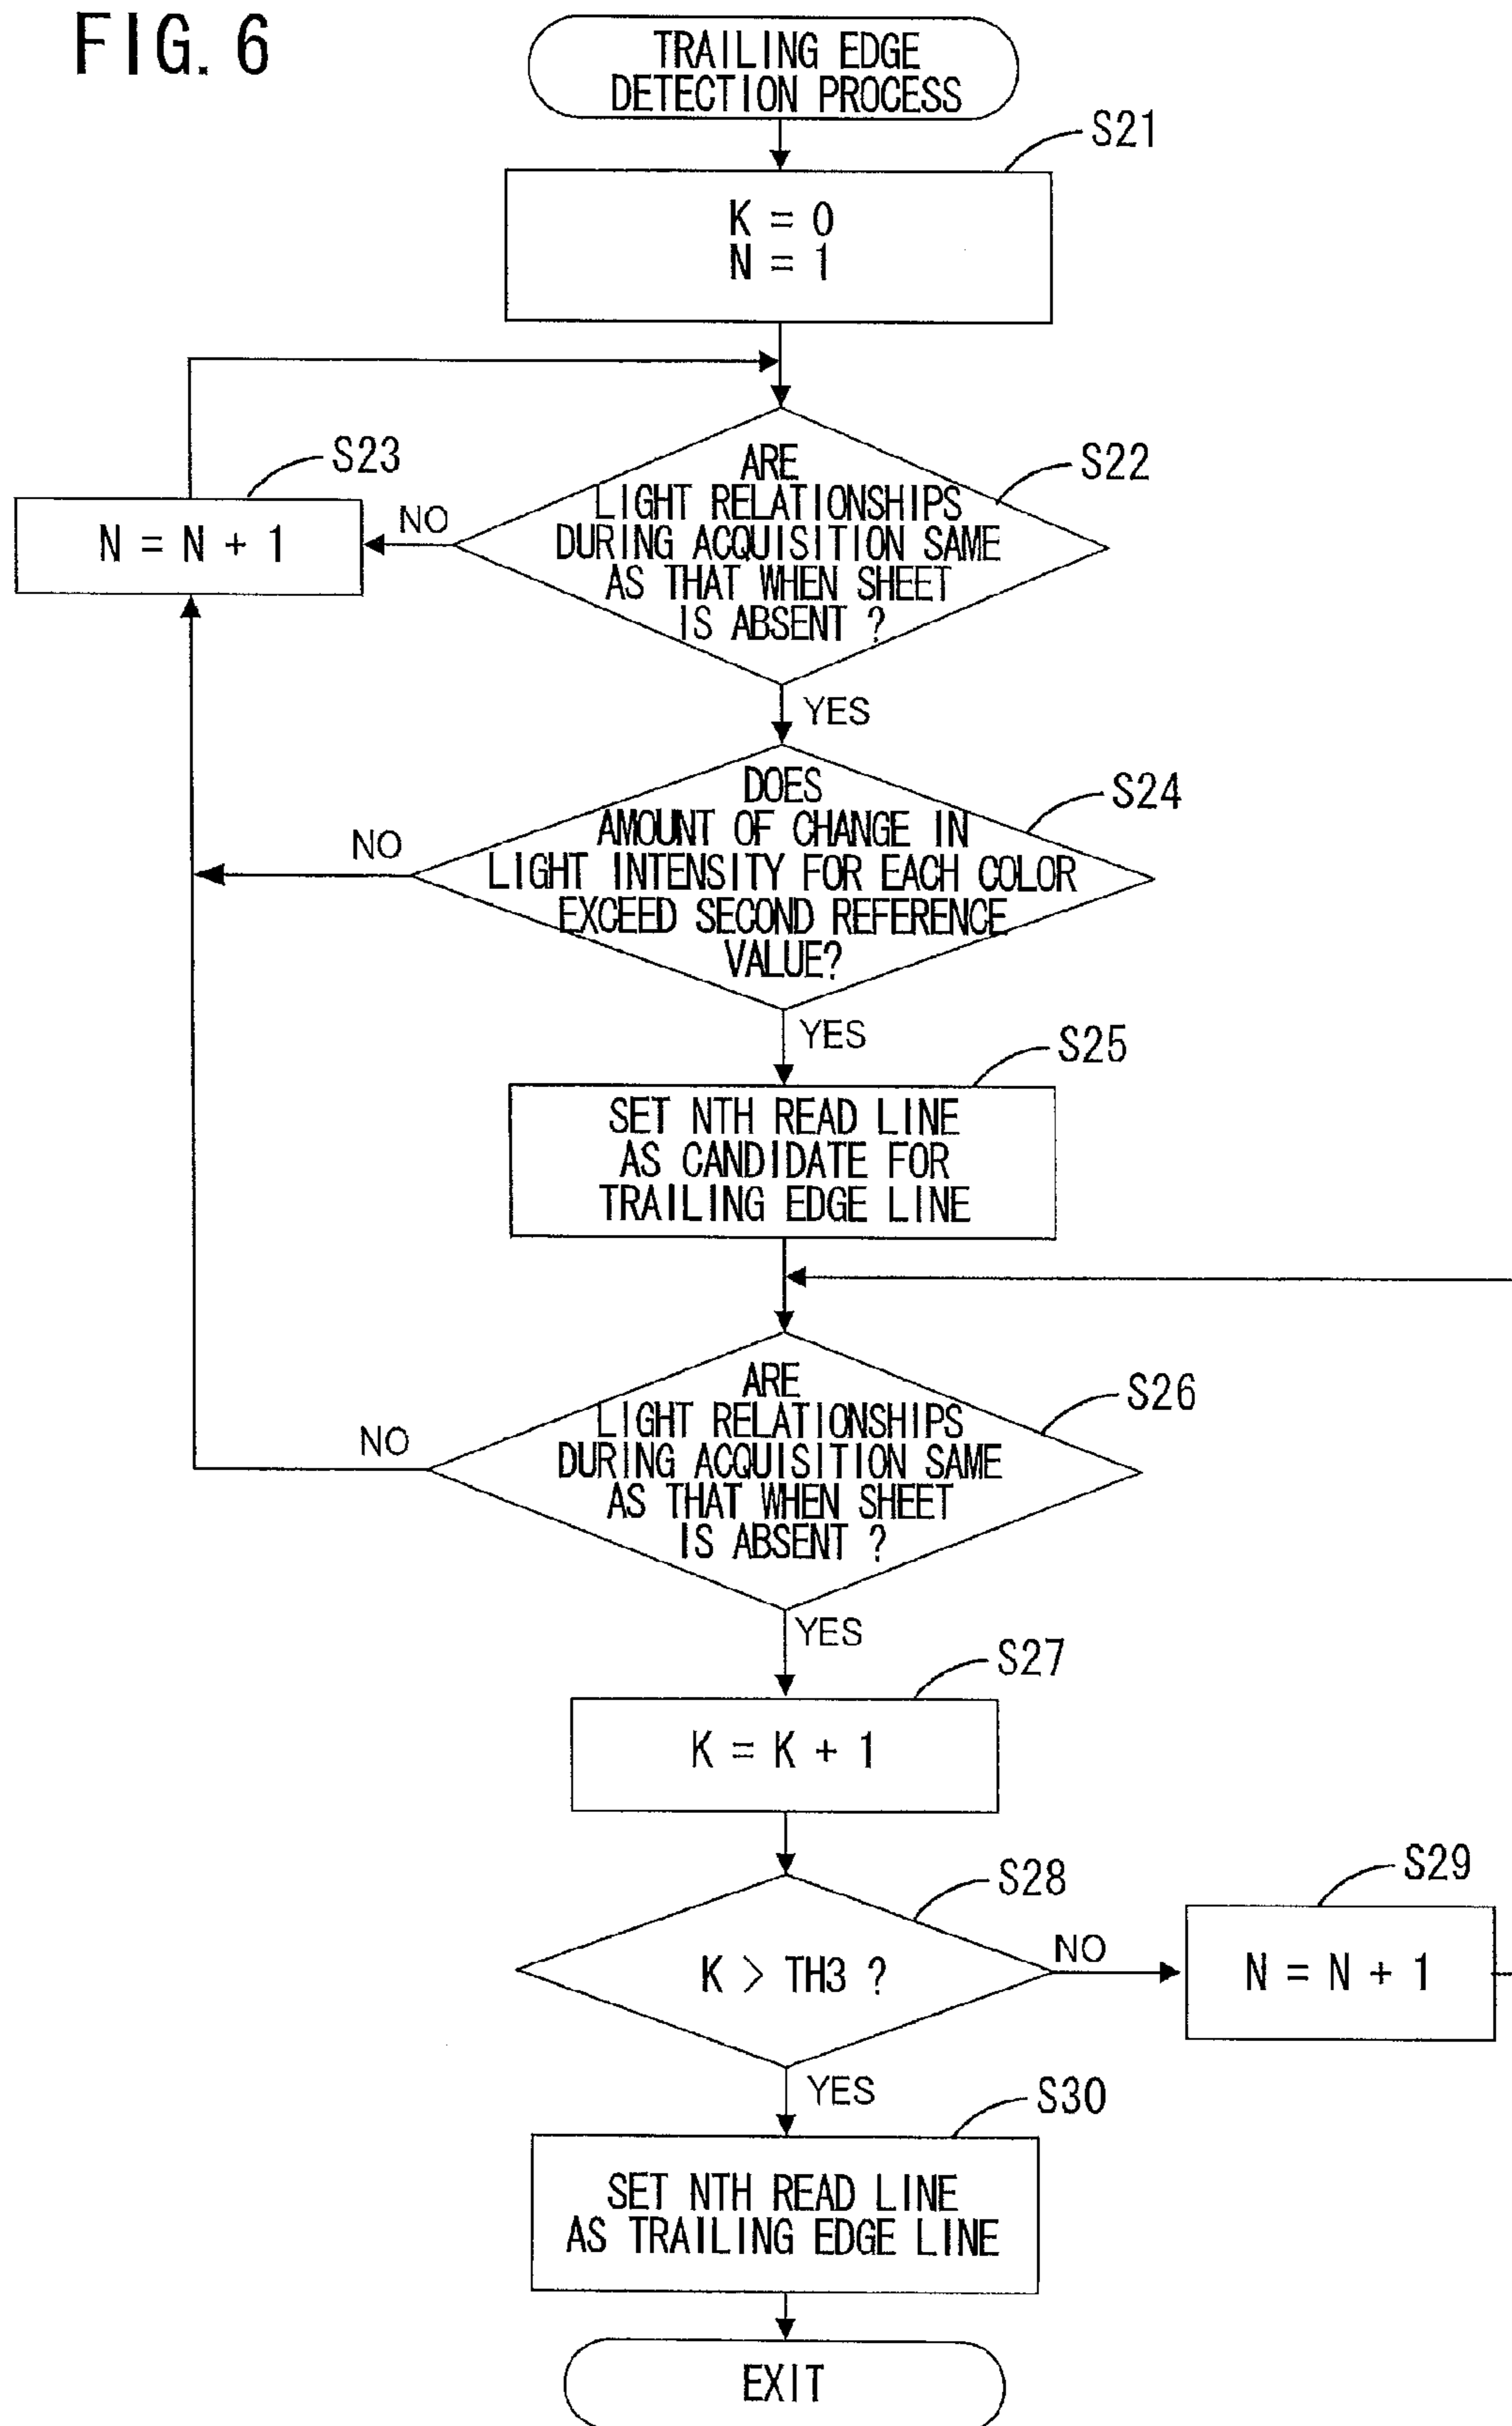 FIG. 6
TRAILING EDGE
DETECTION PROCESS
S21
K = 0
N = 1
S23
N = N + 1
NO
S22
ARE
LIGHT RELATIONSHIPS
DURING ACQUISITION SAME
AS THAT WHEN SHEET
IS ABSENT ?
YES
S24
DOES
AMOUNT OF CHANGE IN
LIGHT INTENSITY FOR EACH COLOR
EXCEED SECOND REFERENCE
VALUE?
NO
YES
S25
SET NTH READ LINE
AS CANDIDATE FOR
TRAILING EDGE LINE
S26
ARE
LIGHT RELATIONSHIPS
DURING ACQUISITION SAME
AS THAT WHEN SHEET
IS ABSENT ?
NO
YES
S27
K = K + 1
S28
K > TH3 ?
NO
S29
N = N + 1
YES
S30
SET NTH READ LINE
AS TRAILING EDGE LINE
EXIT